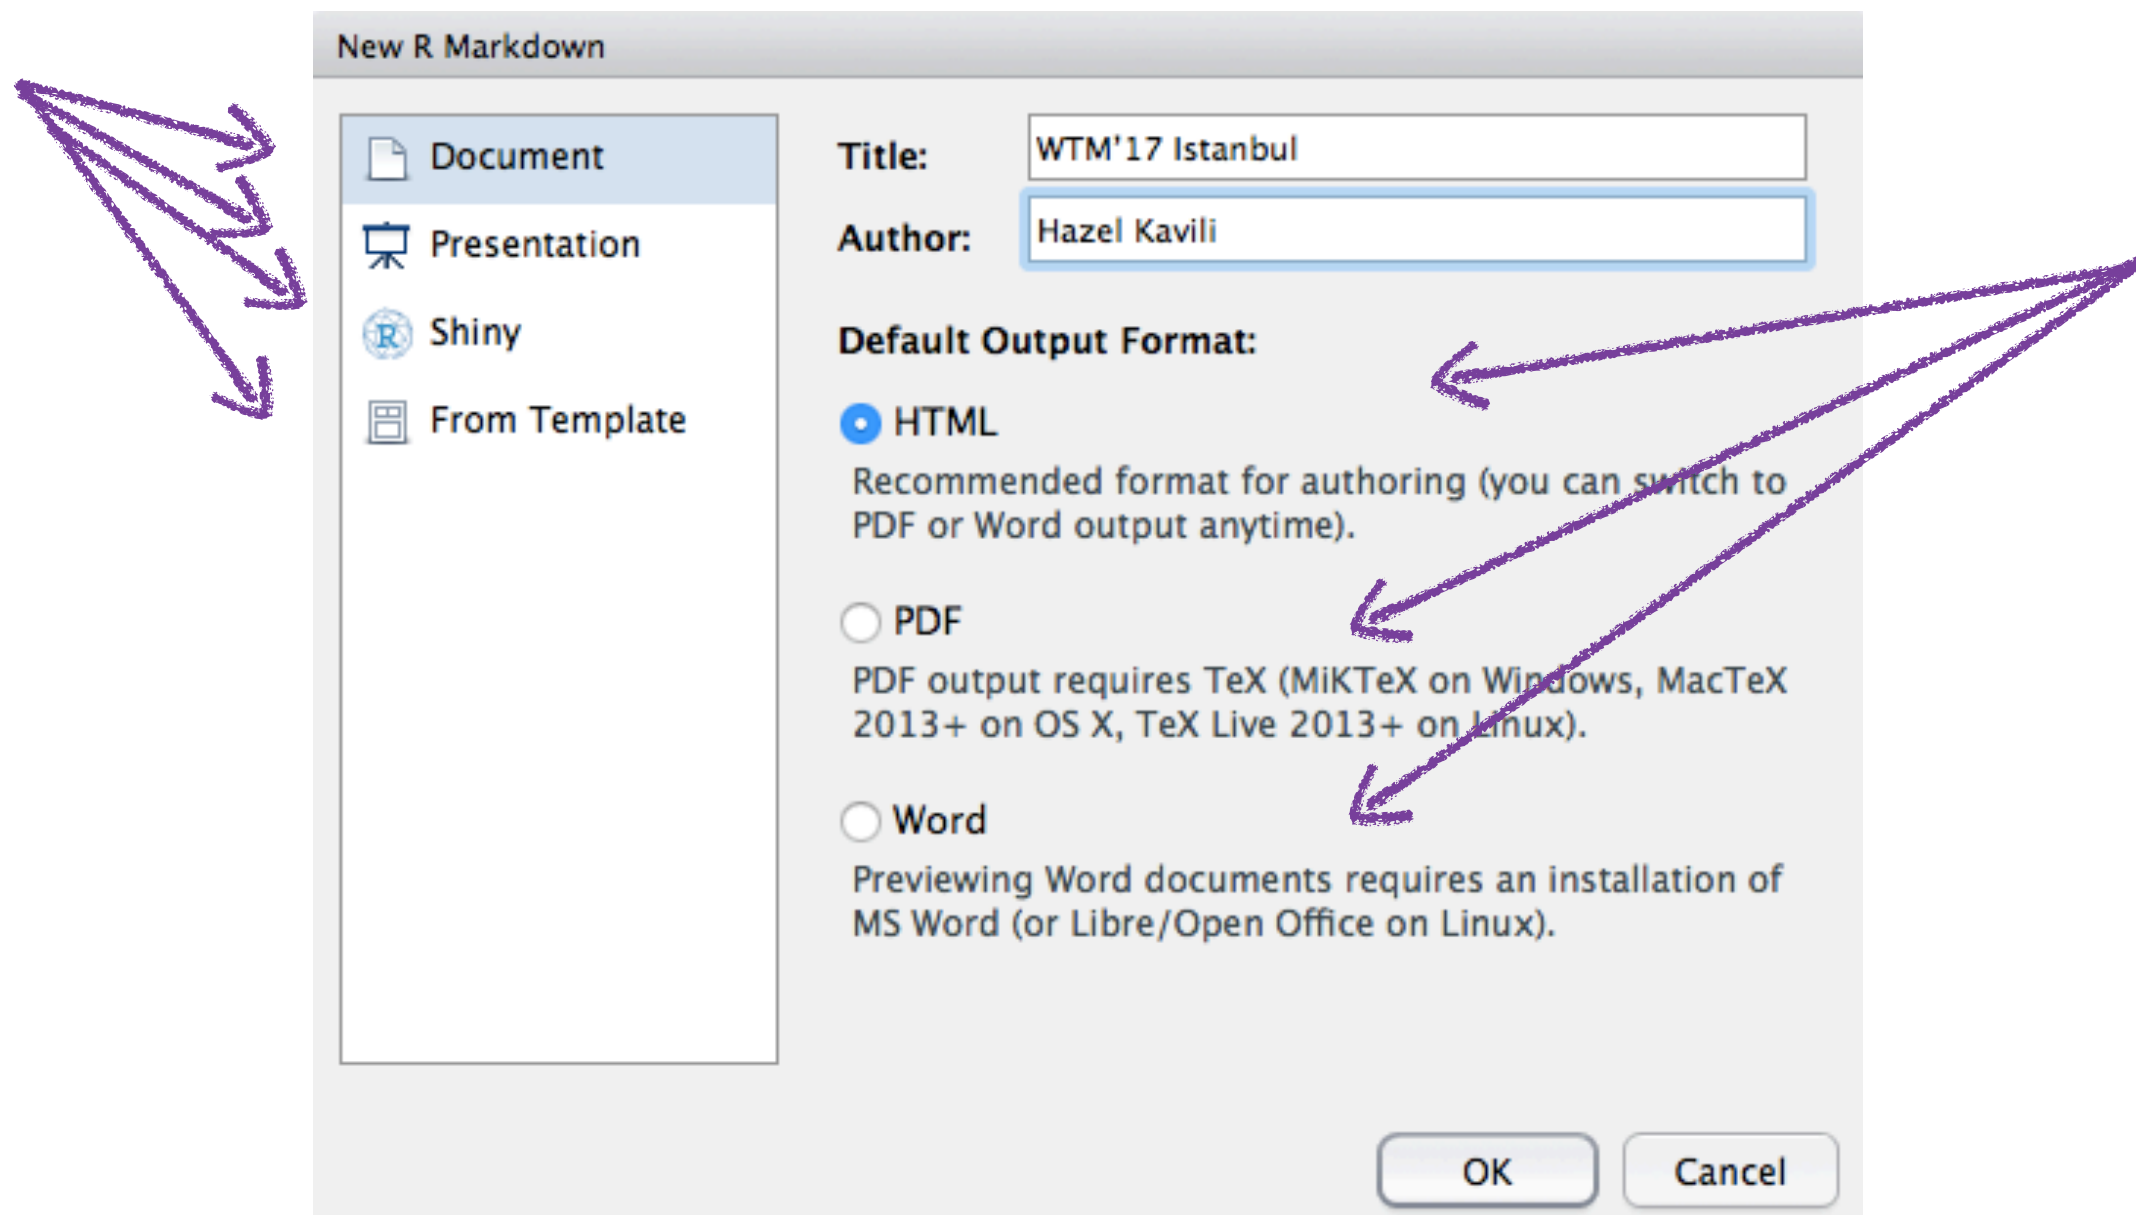 New R Markdown
Document
Presentation
Shiny
From Template
Title:
WTM'17 Istanbul
Author:
Hazel Kavili
Default Output Format:
HTML
Recommended format for authoring (you can switch to
PDF or Word output anytime).
PDF
PDF output requires TeX (MiKTeX on Windows, MacTeX
2013+ on OS X, TeX Live 2013+ on Linux).
Word
Previewing Word documents requires an installation of
MS Word (or Libre/Open Office on Linux).
OK
Cancel